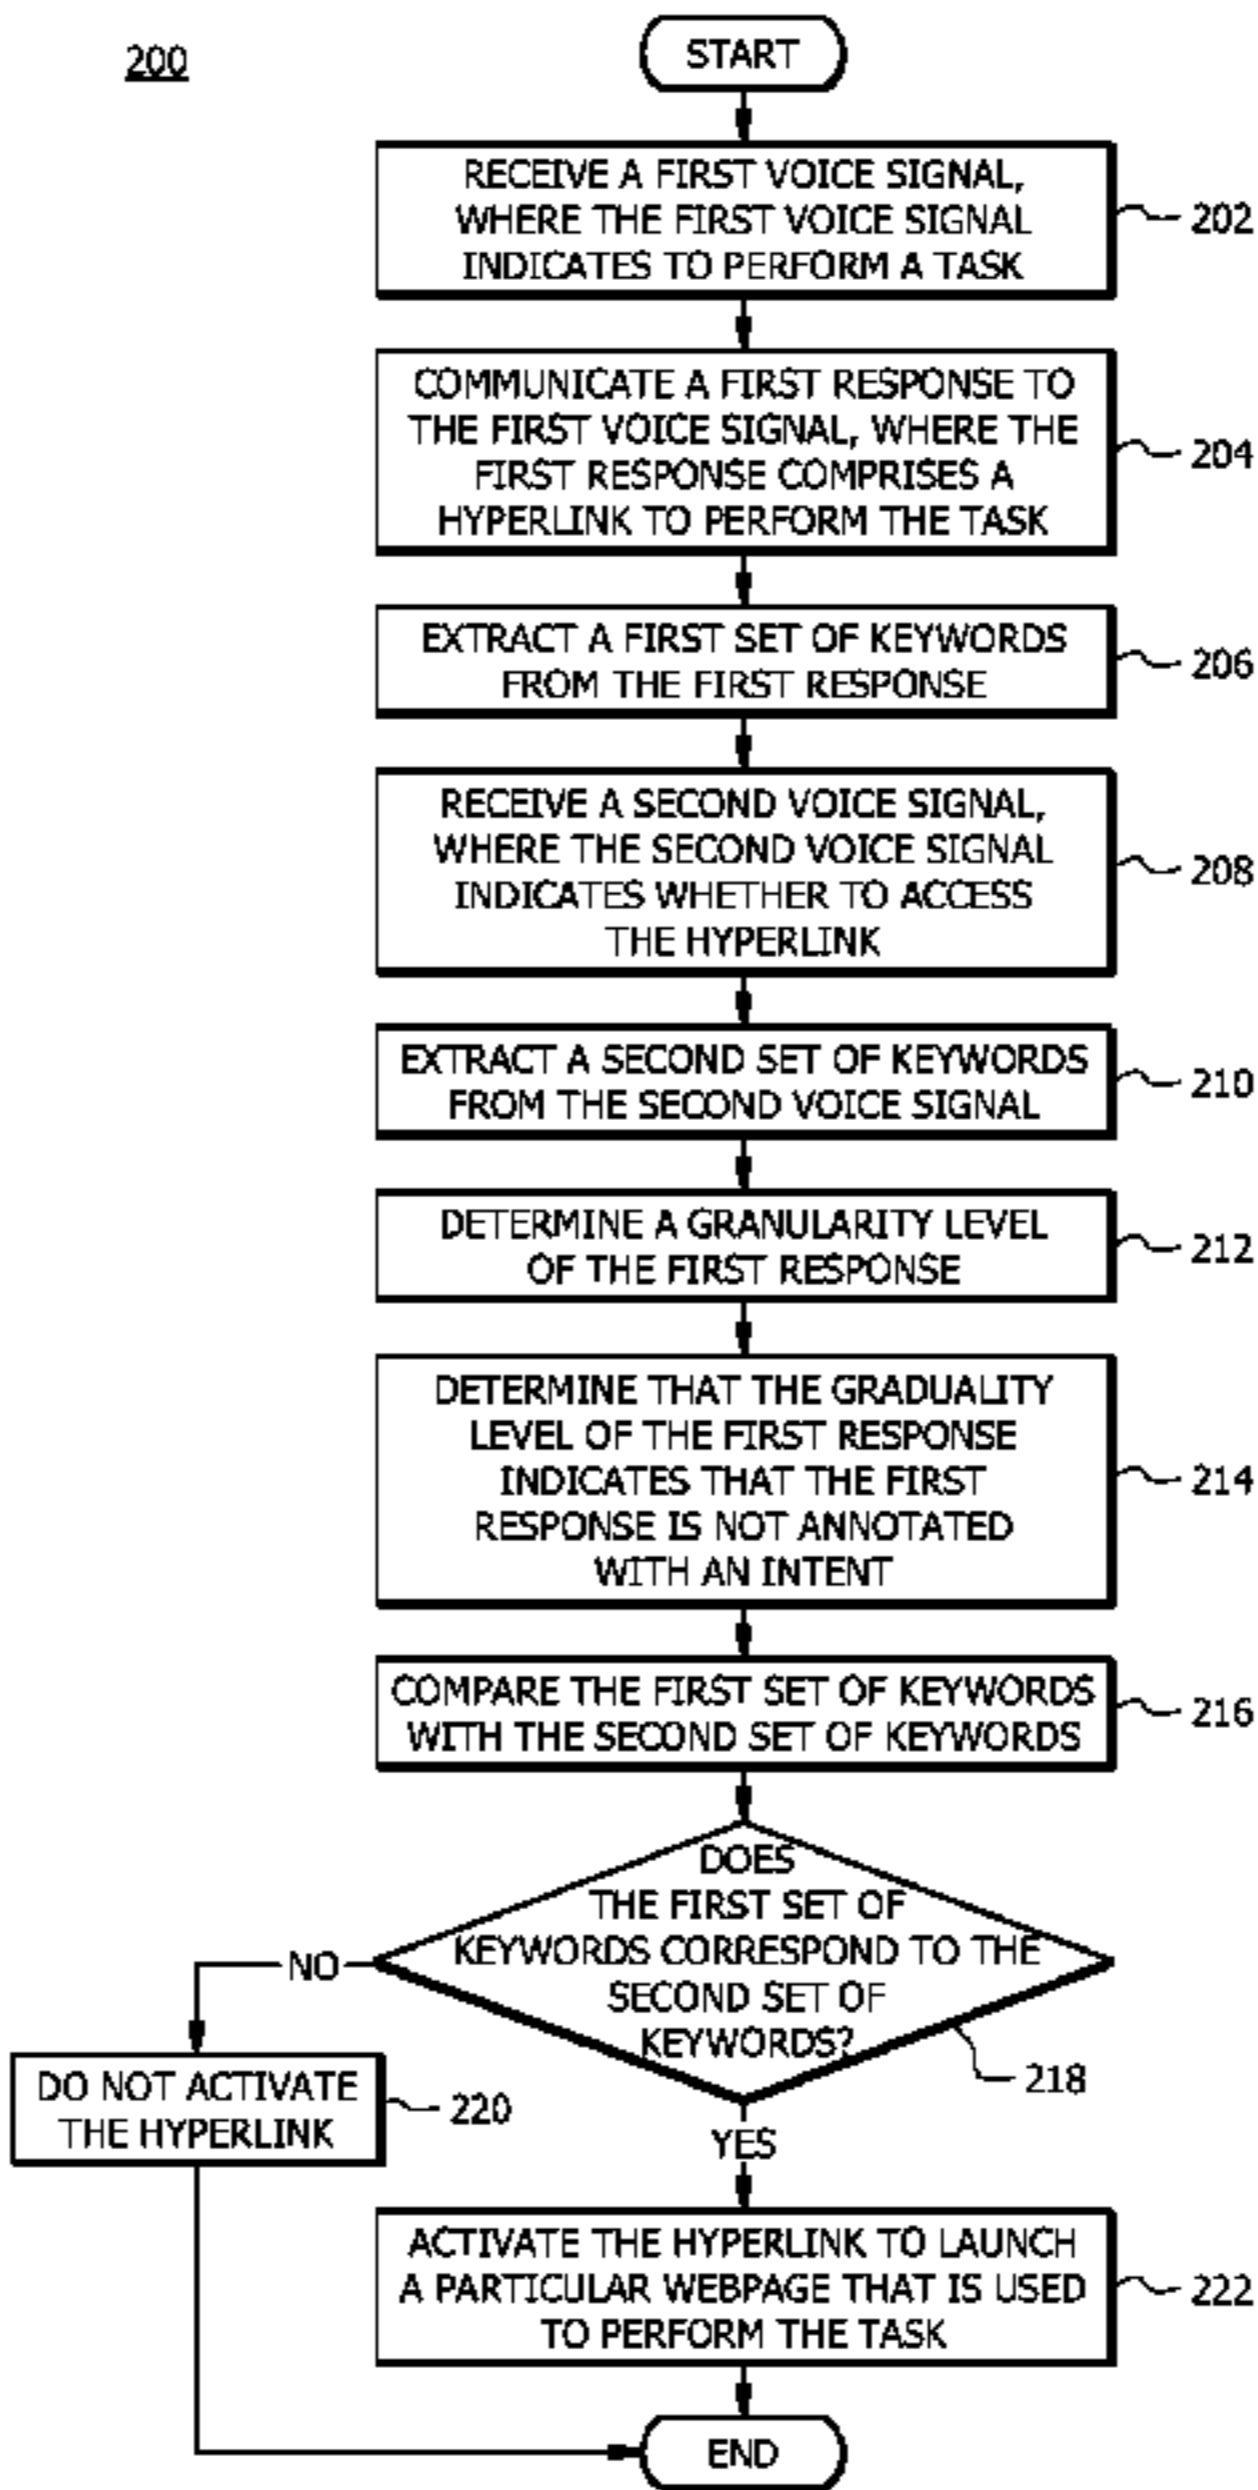 200
START
RECEIVE A FIRST VOICE SIGNAL,
WHERE THE FIRST VOICE SIGNAL
INDICATES TO PERFORM A TASK
202
COMMUNICATE A FIRST RESPONSE TO
THE FIRST VOICE SIGNAL, WHERE THE
FIRST RESPONSE COMPRISES A
HYPERLINK TO PERFORM THE TASK
204
EXTRACT A FIRST SET OF KEYWORDS
FROM THE FIRST RESPONSE
206
RECEIVE A SECOND VOICE SIGNAL,
WHERE THE SECOND VOICE SIGNAL
INDICATES WHETHER TO ACCESS
THE HYPERLINK
208
EXTRACT A SECOND SET OF KEYWORDS
FROM THE SECOND VOICE SIGNAL
210
DETERMINE A GRANULARITY LEVEL
OF THE FIRST RESPONSE
212
DETERMINE THAT THE GRADUALITY
LEVEL OF THE FIRST RESPONSE
INDICATES THAT THE FIRST
RESPONSE IS NOT ANNOTATED
WITH AN INTENT
214
COMPARE THE FIRST SET OF KEYWORDS
WITH THE SECOND SET OF KEYWORDS
216
DOES
THE FIRST SET OF
KEYWORDS CORRESPOND TO THE
SECOND SET OF
KEYWORDS?
218
NO
DO NOT ACTIVATE
THE HYPERLINK
220
YES
ACTIVATE THE HYPERLINK TO LAUNCH
A PARTICULAR WEBPAGE THAT IS USED
TO PERFORM THE TASK
222
END